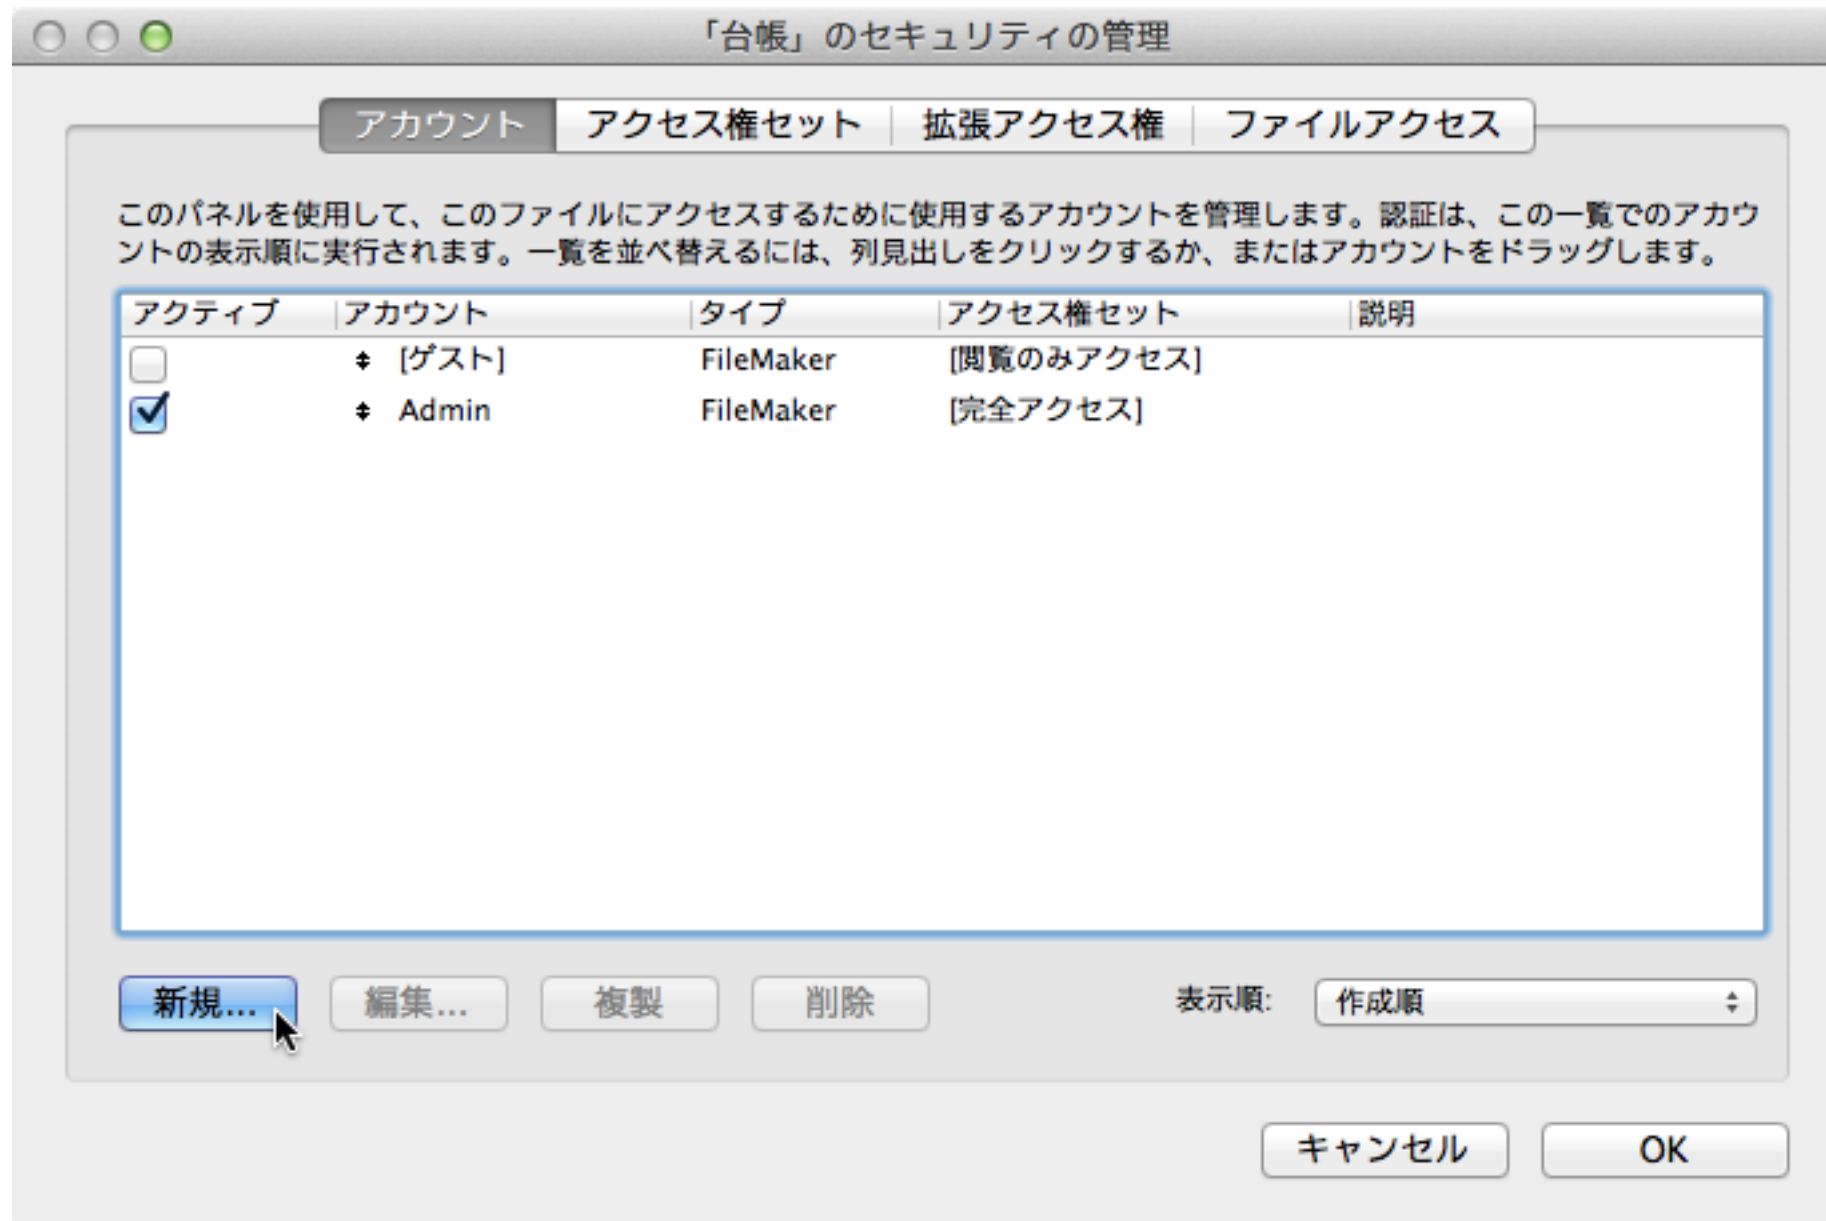 「台帳」のセキュリティの管理
アカウント アクセス権セット 拡張アクセス権 ファイルアクセス
このパネルを使用して、このファイルにアクセスするために使用するアカウントを管理します。認証は、この一覧でのアカウ
ントの表示順に実行されます。一覧を並べ替えるには、列見出しをクリックするか、またはアカウントをドラッグします。
アクティブ アカウント タイプ アクセス権セット 説明
[ゲスト] FileMaker [閲覧のみアクセス]
Admin FileMaker [完全アクセス]
新規... 編集... 複製 削除 表示順: 作成順
キャンセル OK